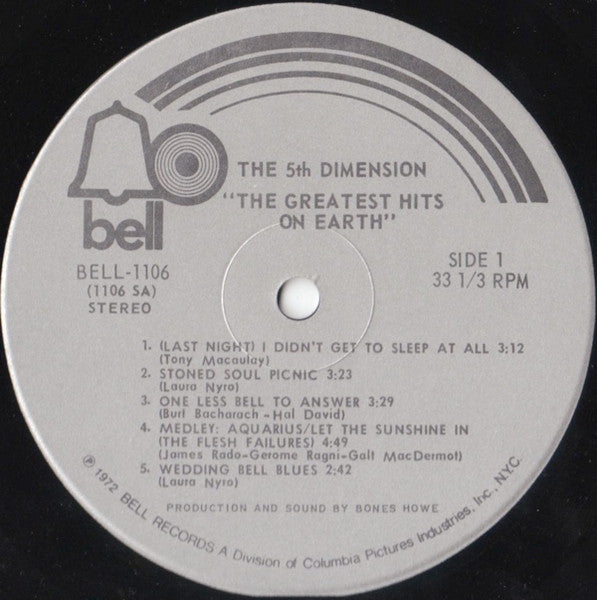 bell
THE 5th DIMENSION
"THE GREATEST HITS
ON EARTH"
BELL-1106
(1106 SA)
STEREO
SIDE 1
33 1/3 RPM
1. (LAST NIGHT) I DIDN'T GET TO SLEEP AT ALL 3:12
(Tony Macaulay)
2. STONED SOUL PICNIC 3:23
(Laura Nyro)
3. ONE LESS BELL TO ANSWER 3:29
(Burt Bacharach-Hal David)
4. MEDLEY: AQUARIUS/LET THE SUNSHINE IN
(THE FLESH FAILURES) 4:49
(James Rado-Gerome Ragni-Galt MacDermot)
5. WEDDING BELL BLUES 2:42
(Laura Nyro)
PRODUCTION AND SOUND BY BONES HOWE
℗ 1972 BELL RECORDS A Division of Columbia Pictures Industries, Inc., N.Y.C.